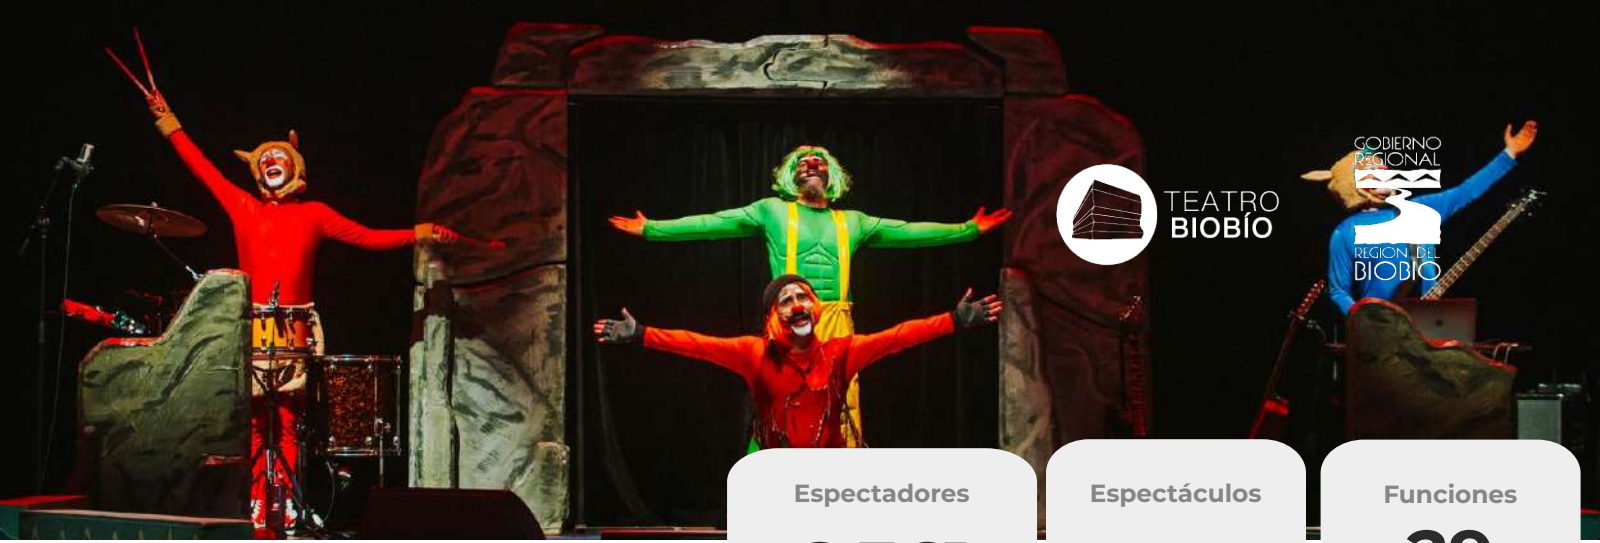 TEATRO
BIOBÍO
GOBIERNO
REGIONAL
REGIÓN DEL
BIOBÍO
Espectadores
Espectáculos
Funciones